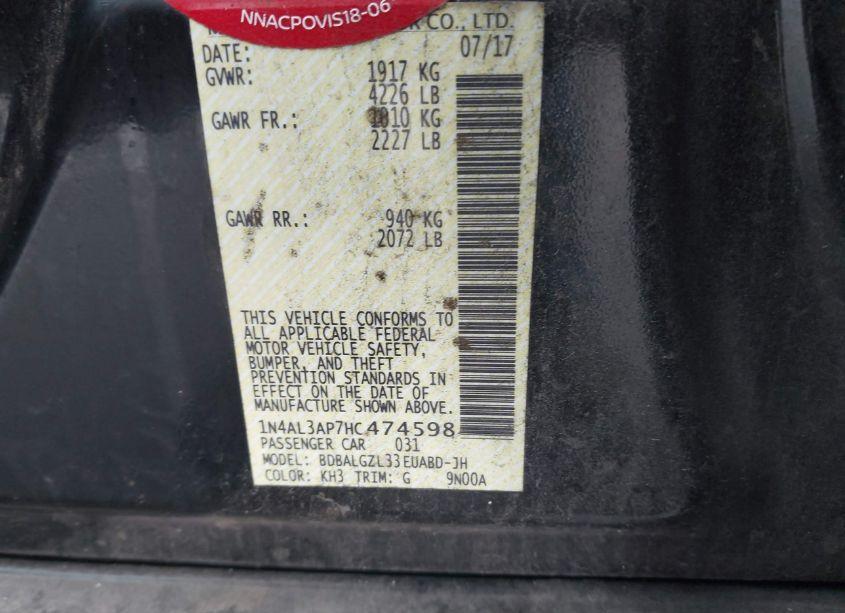 NNACPOVIS18-06
CO., LTD.
DATE: 07/17
GVWR: 1917 KG
4226 LB
GAWR FR.: 1010 KG
2227 LB
GAWR RR.: 940 KG
2072 LB
THIS VEHICLE CONFORMS TO
ALL APPLICABLE FEDERAL
MOTOR VEHICLE SAFETY,
BUMPER, AND THEFT
PREVENTION STANDARDS IN
EFFECT ON THE DATE OF
MANUFACTURE SHOWN ABOVE.
1N4AL3AP7HC474598
PASSENGER CAR 031
MODEL: BDBALGZL33EUABD-JH
COLOR: KH3 TRIM: G 9N00A